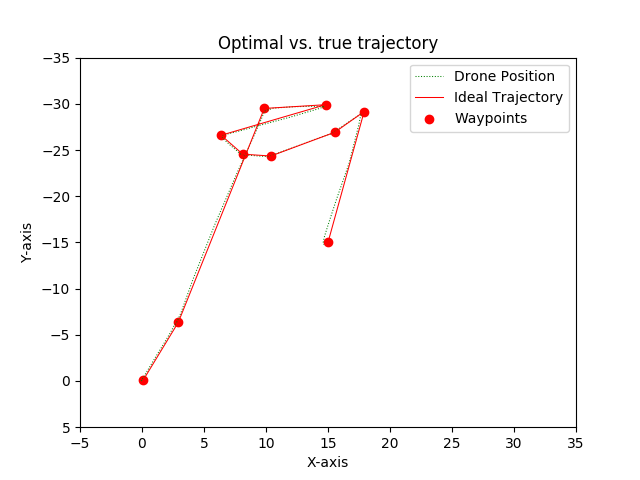 Optimal vs. true trajectory
Drone Position
Ideal Trajectory
Waypoints
Y-axis
−35
−30
−25
−20
−15
−10
−5
0
5
−5 0 5 10 15 20 25 30 35
X-axis